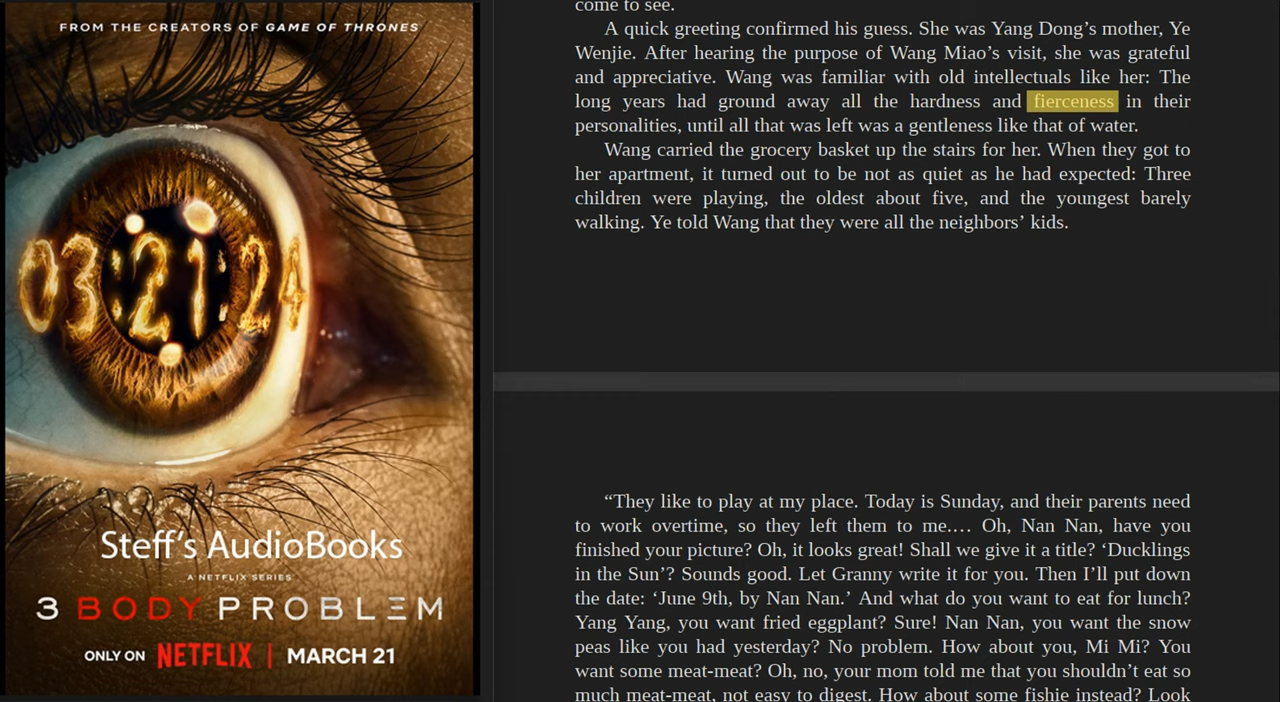 FROM THE CREATORS OF GAME OF THRONES
03:21:24
Steff's AudioBooks
A NETFLIX SERIES
3 BODY PROBLEM
ONLY ON NETFLIX | MARCH 21
come to see.
A quick greeting confirmed his guess. She was Yang Dong’s mother, Ye
Wenjie. After hearing the purpose of Wang Miao’s visit, she was grateful
and appreciative. Wang was familiar with old intellectuals like her: The
long years had ground away all the hardness and fierceness in their
personalities, until all that was left was a gentleness like that of water.
Wang carried the grocery basket up the stairs for her. When they got to
her apartment, it turned out to be not as quiet as he had expected: Three
children were playing, the oldest about five, and the youngest barely
walking. Ye told Wang that they were all the neighbors’ kids.
“They like to play at my place. Today is Sunday, and their parents need
to work overtime, so they left them to me.… Oh, Nan Nan, have you
finished your picture? Oh, it looks great! Shall we give it a title? ‘Ducklings
in the Sun’? Sounds good. Let Granny write it for you. Then I’ll put down
the date: ‘June 9th, by Nan Nan.’ And what do you want to eat for lunch?
Yang Yang, you want fried eggplant? Sure! Nan Nan, you want the snow
peas like you had yesterday? No problem. How about you, Mi Mi? You
want some meat-meat? Oh, no, your mom told me that you shouldn’t eat so
much meat-meat, not easy to digest. How about some fishie instead? Look